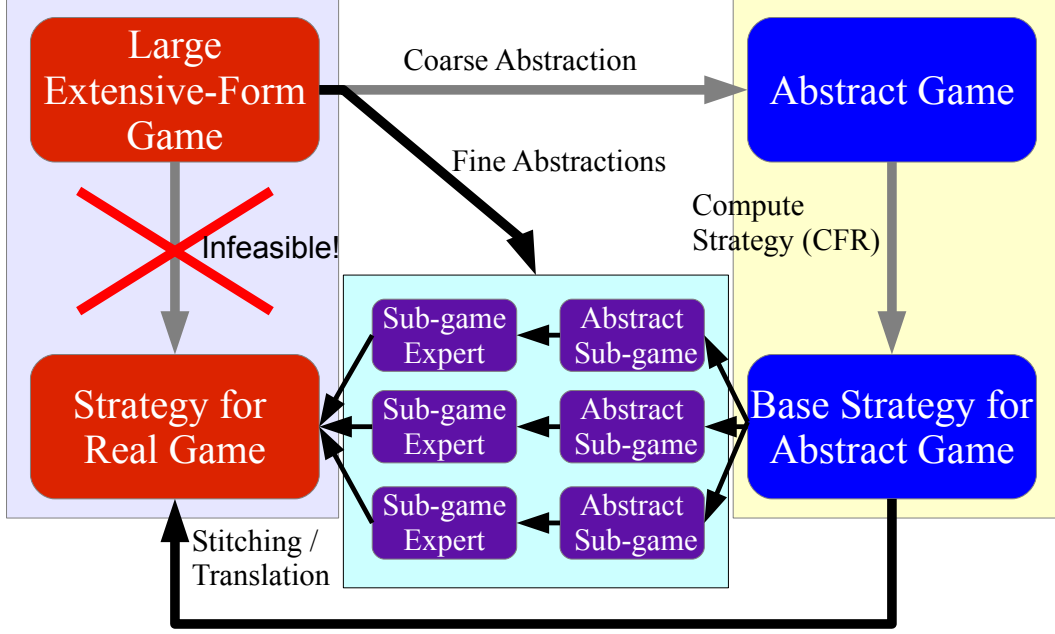 Large
Extensive-Form
Game
Coarse Abstraction
Abstract Game
Fine Abstractions
Infeasible!
Compute
Strategy (CFR)
Sub-game
Expert
Abstract
Sub-game
Sub-game
Expert
Abstract
Sub-game
Sub-game
Expert
Abstract
Sub-game
Strategy for
Real Game
Base Strategy for
Abstract Game
Stitching /
Translation